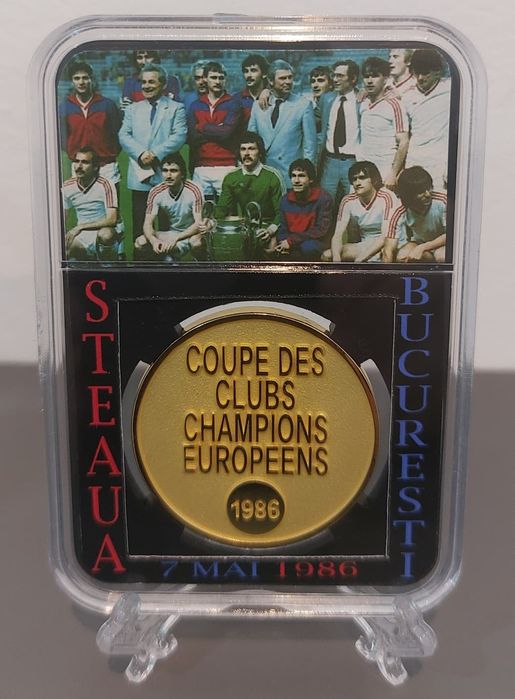 STEAUA
BUCURESTI
COUPE DES
CLUBS
CHAMPIONS
EUROPEENS
1986
7 MAI 1986